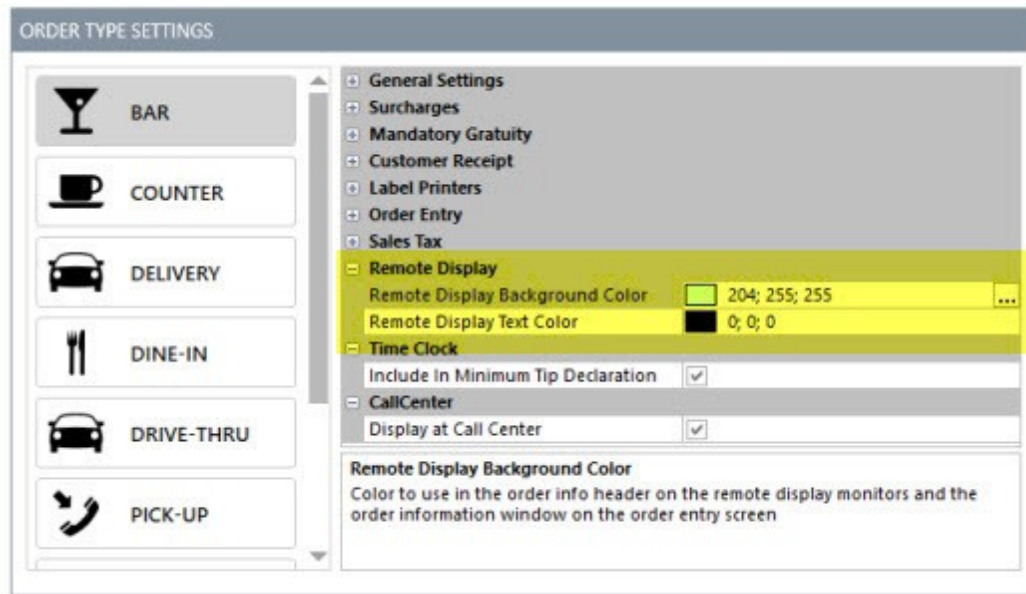 ORDER TYPE SETTINGS
BAR
COUNTER
DELIVERY
DINE-IN
DRIVE-THRU
PICK-UP
General Settings
Surcharges
Mandatory Gratuity
Customer Receipt
Label Printers
Order Entry
Sales Tax
Remote Display
Remote Display Background Color 204; 255; 255 ...
Remote Display Text Color 0; 0; 0
Time Clock
Include In Minimum Tip Declaration
CallCenter
Display at Call Center
Remote Display Background Color
Color to use in the order info header on the remote display monitors and the
order information window on the order entry screen